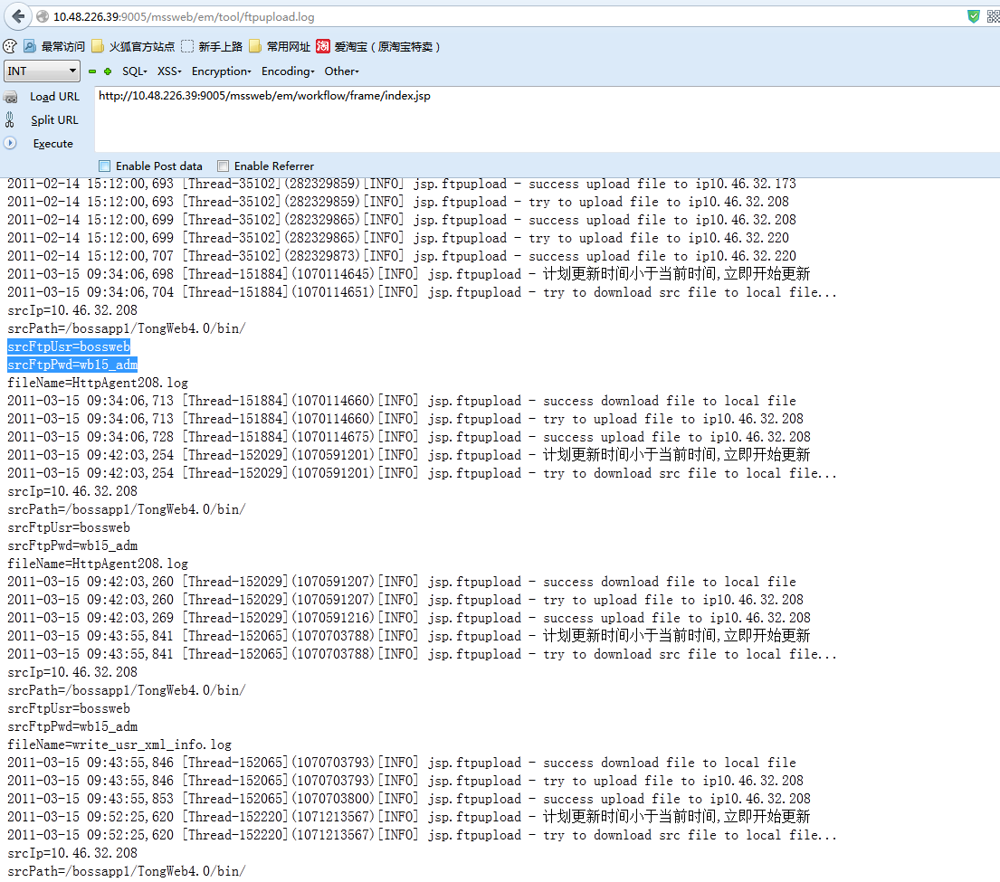 10.48.226.39:9005/mssweb/em/tool/ftpupload.log
最常访问 火狐官方站点 新手上路 常用网址 淘 爱淘宝（原淘宝特卖）
INT SQL XSS Encryption Encoding Other
Load URL http://10.48.226.39:9005/mssweb/em/workflow/frame/index.jsp
Split URL
Execute
Enable Post data Enable Referrer
2011-02-14 15:12:00,693 [Thread-35102](282329859)[INFO] jsp.ftpupload - success upload file to ip10.46.32.173
2011-02-14 15:12:00,693 [Thread-35102](282329859)[INFO] jsp.ftpupload - try to upload file to ip10.46.32.208
2011-02-14 15:12:00,699 [Thread-35102](282329865)[INFO] jsp.ftpupload - success upload file to ip10.46.32.208
2011-02-14 15:12:00,699 [Thread-35102](282329865)[INFO] jsp.ftpupload - try to upload file to ip10.46.32.220
2011-02-14 15:12:00,707 [Thread-35102](282329873)[INFO] jsp.ftpupload - success upload file to ip10.46.32.220
2011-03-15 09:34:06,698 [Thread-151884](1070114645)[INFO] jsp.ftpupload - 计划更新时间小于当前时间,立即开始更新
2011-03-15 09:34:06,704 [Thread-151884](1070114651)[INFO] jsp.ftpupload - try to download src file to local file...
srcIp=10.46.32.208
srcPath=/bossapp1/TongWeb4.0/bin/
srcFtpUsr=bossweb
srcFtpPwd=wb15_adm
fileName=HttpAgent208.log
2011-03-15 09:34:06,713 [Thread-151884](1070114660)[INFO] jsp.ftpupload - success download file to local file
2011-03-15 09:34:06,713 [Thread-151884](1070114660)[INFO] jsp.ftpupload - try to upload file to ip10.46.32.208
2011-03-15 09:34:06,728 [Thread-151884](1070114675)[INFO] jsp.ftpupload - success upload file to ip10.46.32.208
2011-03-15 09:42:03,254 [Thread-152029](1070591201)[INFO] jsp.ftpupload - 计划更新时间小于当前时间,立即开始更新
2011-03-15 09:42:03,254 [Thread-152029](1070591201)[INFO] jsp.ftpupload - try to download src file to local file...
srcIp=10.46.32.208
srcPath=/bossapp1/TongWeb4.0/bin/
srcFtpUsr=bossweb
srcFtpPwd=wb15_adm
fileName=HttpAgent208.log
2011-03-15 09:42:03,260 [Thread-152029](1070591207)[INFO] jsp.ftpupload - success download file to local file
2011-03-15 09:42:03,260 [Thread-152029](1070591207)[INFO] jsp.ftpupload - try to upload file to ip10.46.32.208
2011-03-15 09:42:03,269 [Thread-152029](1070591216)[INFO] jsp.ftpupload - success upload file to ip10.46.32.208
2011-03-15 09:43:55,841 [Thread-152065](1070703788)[INFO] jsp.ftpupload - 计划更新时间小于当前时间,立即开始更新
2011-03-15 09:43:55,841 [Thread-152065](1070703788)[INFO] jsp.ftpupload - try to download src file to local file...
srcIp=10.46.32.208
srcPath=/bossapp1/TongWeb4.0/bin/
srcFtpUsr=bossweb
srcFtpPwd=wb15_adm
fileName=write_usr_xml_info.log
2011-03-15 09:43:55,846 [Thread-152065](1070703793)[INFO] jsp.ftpupload - success download file to local file
2011-03-15 09:43:55,846 [Thread-152065](1070703793)[INFO] jsp.ftpupload - try to upload file to ip10.46.32.208
2011-03-15 09:43:55,853 [Thread-152065](1070703800)[INFO] jsp.ftpupload - success upload file to ip10.46.32.208
2011-03-15 09:52:25,620 [Thread-152220](1071213567)[INFO] jsp.ftpupload - 计划更新时间小于当前时间,立即开始更新
2011-03-15 09:52:25,620 [Thread-152220](1071213567)[INFO] jsp.ftpupload - try to download src file to local file...
srcIp=10.46.32.208
srcPath=/bossapp1/TongWeb4.0/bin/